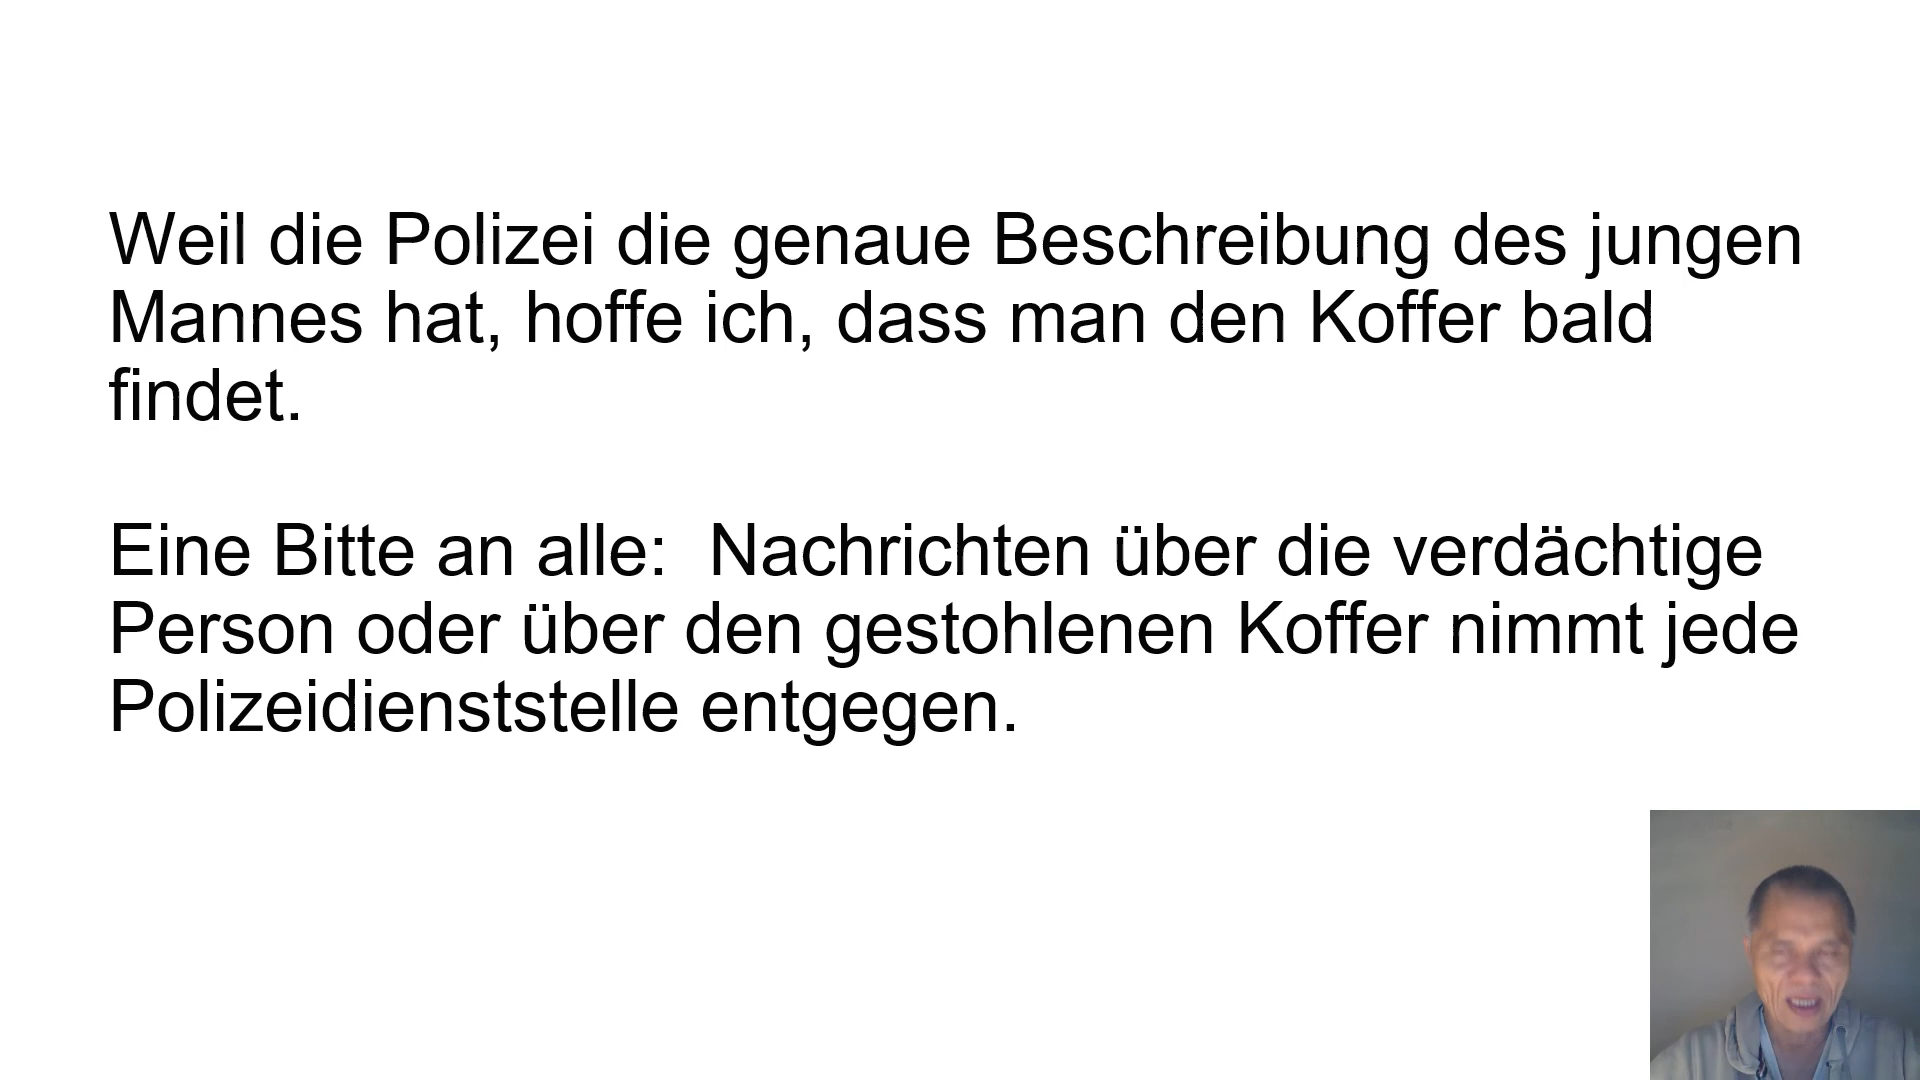 Weil die Polizei die genaue Beschreibung des jungen
Mannes hat, hoffe ich, dass man den Koffer bald
findet.
Eine Bitte an alle:  Nachrichten über die verdächtige
Person oder über den gestohlenen Koffer nimmt jede
Polizeidienststelle entgegen.